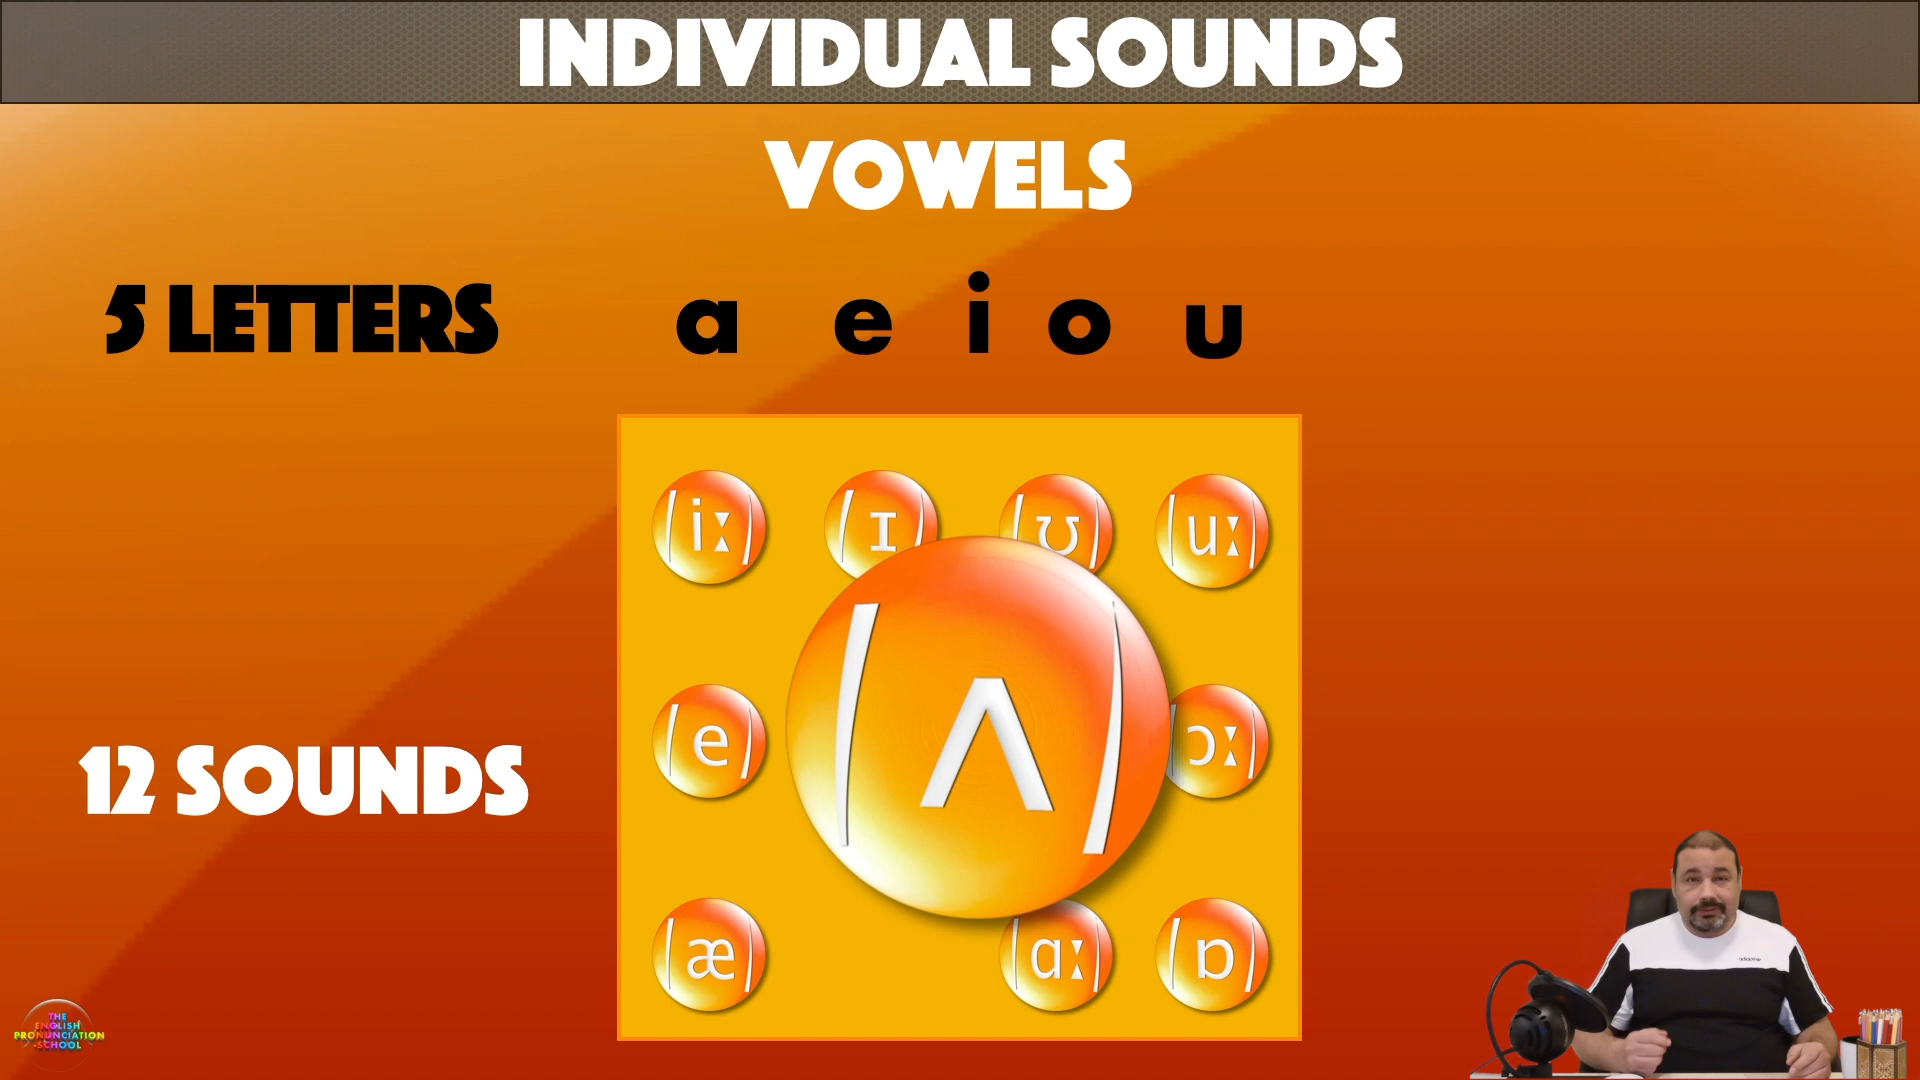 INDIVIDUAL SOUNDS
VOWELS
5 LETTERS
a e i o u
/iː/ /ɪ/ /ʊ/ /uː/
/e/ /ʌ/ /ɔː/
12 SOUNDS
/æ/ /ɑː/ /ɒ/
THE
ENGLISH
PRONUNCIATION
SCHOOL